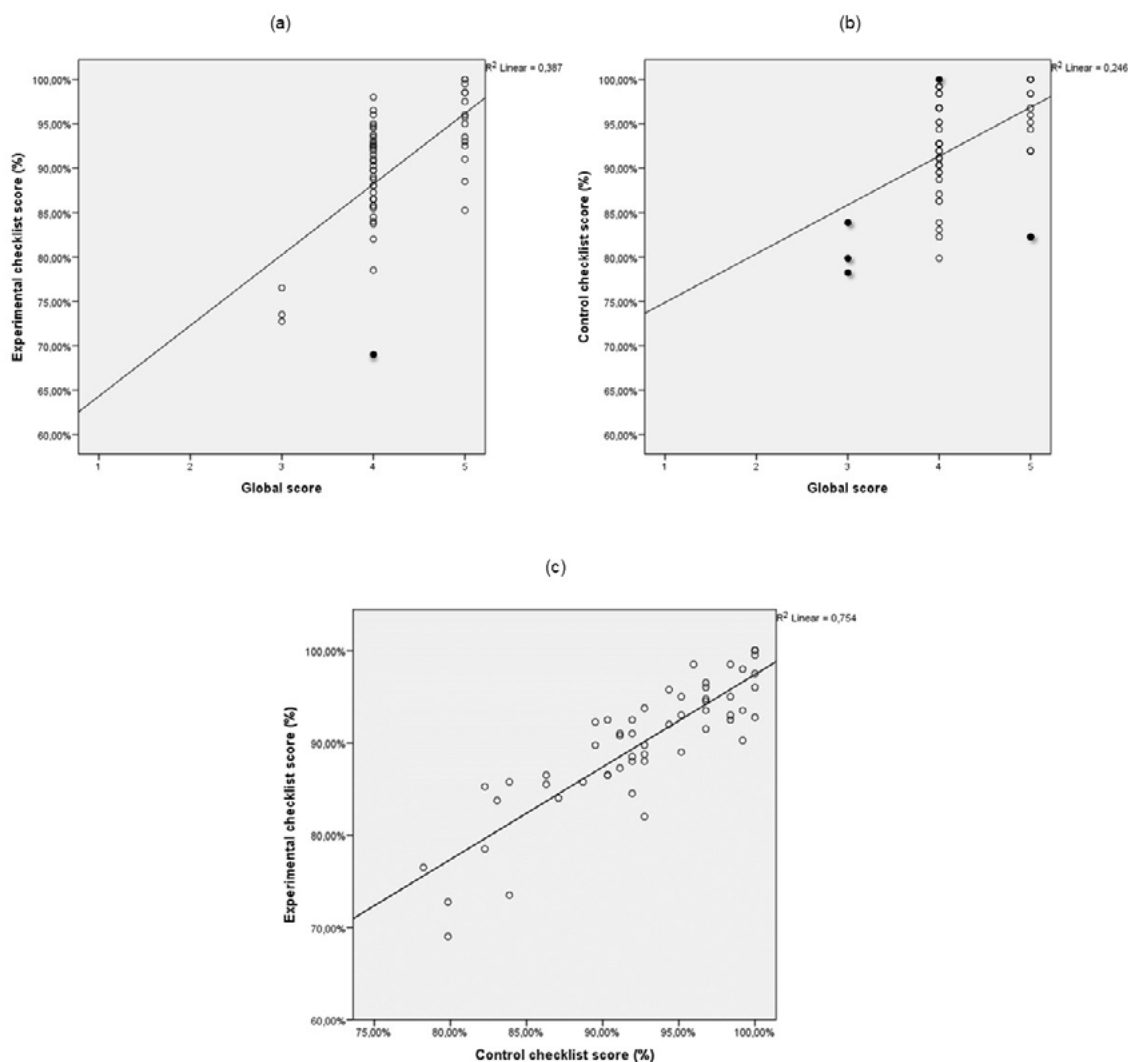 (a)
R² Linear = 0,387
100,00%
95,00%
90,00%
85,00%
80,00%
75,00%
70,00%
65,00%
60,00%
Experimental checklist score (%)
1 2 3 4 5
Global score
(b)
R² Linear = 0,246
100,00%
95,00%
90,00%
85,00%
80,00%
75,00%
70,00%
65,00%
60,00%
Control checklist score (%)
1 2 3 4 5
Global score
(c)
R² Linear = 0,754
100,00%
90,00%
80,00%
70,00%
60,00%
Experimental checklist score (%)
75,00% 80,00% 85,00% 90,00% 95,00% 100,00%
Control checklist score (%)